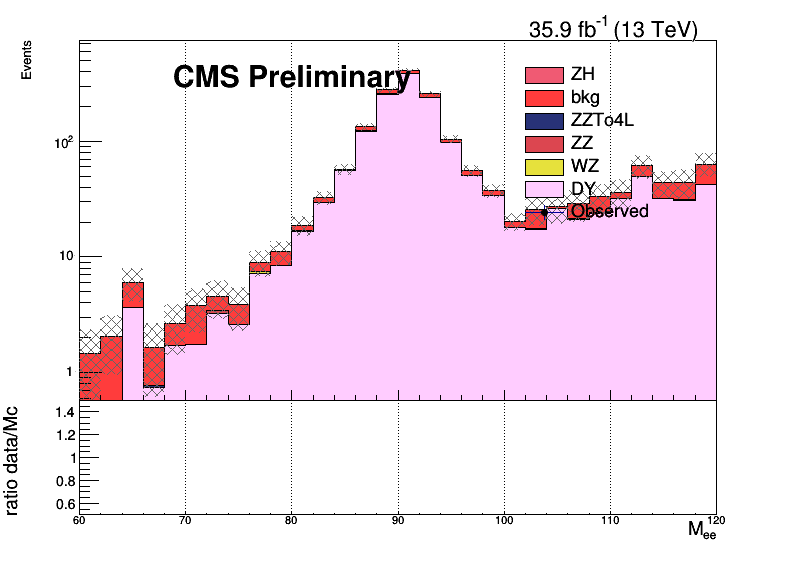 35.9 fb⁻¹ (13 TeV)
Events
CMS Preliminary
ZH
bkg
ZZTo4L
ZZ
WZ
DY
Observed
10²
10
1
ratio data/Mc
1.4
1.2
1
0.8
0.6
60 70 80 90 100 110 120
Mee